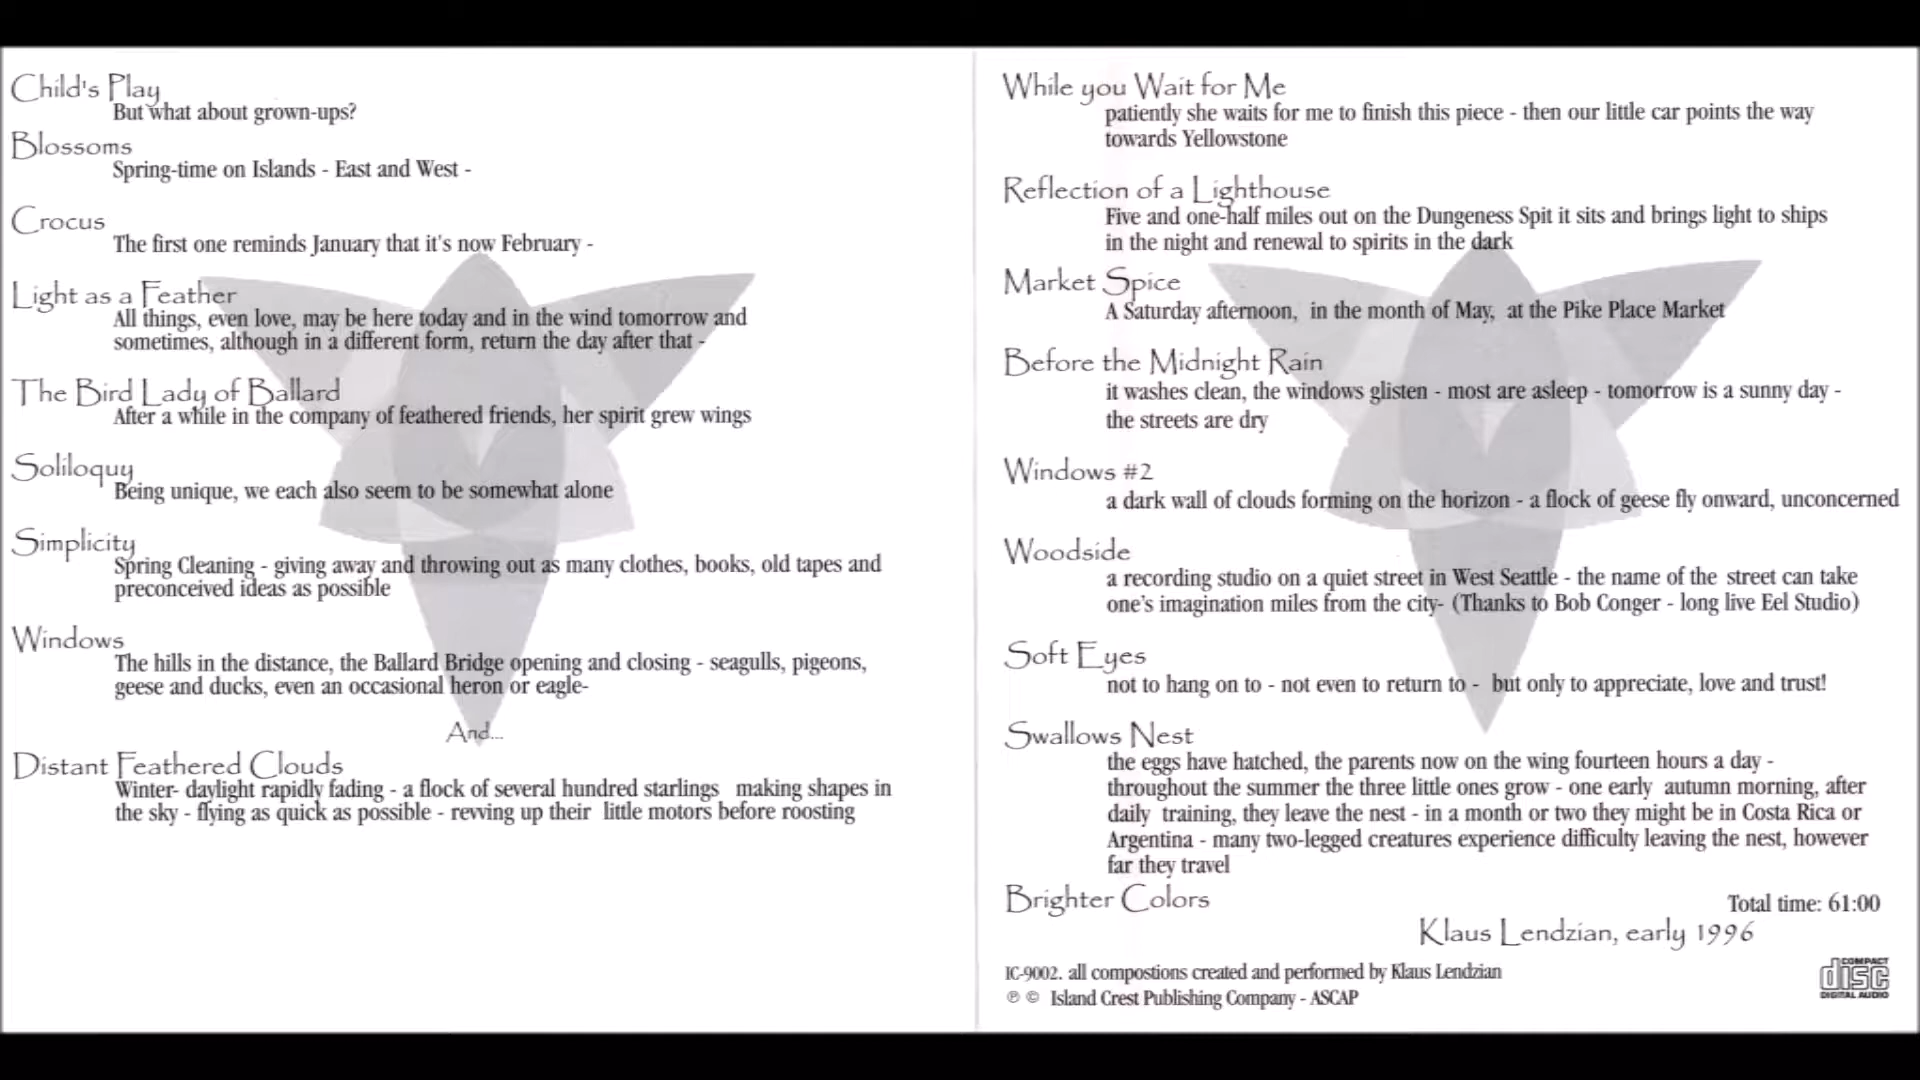 Child's Play
But what about grown-ups?
Blossoms
Spring-time on Islands - East and West -
Crocus
The first one reminds January that it's now February -
Light as a Feather
All things, even love, may be here today and in the wind tomorrow and
sometimes, although in a different form, return the day after that -
The Bird Lady of Ballard
After a while in the company of feathered friends, her spirit grew wings
Soliloquy
Being unique, we each also seem to be somewhat alone
Simplicity
Spring Cleaning - giving away and throwing out as many clothes, books, old tapes and
preconceived ideas as possible
Windows
The hills in the distance, the Ballard Bridge opening and closing - seagulls, pigeons,
geese and ducks, even an occasional heron or eagle-
And...
Distant Feathered Clouds
Winter- daylight rapidly fading - a flock of several hundred starlings making shapes in
the sky - flying as quick as possible - revving up their little motors before roosting
While you Wait for Me
patiently she waits for me to finish this piece - then our little car points the way
towards Yellowstone
Reflection of a Lighthouse
Five and one-half miles out on the Dungeness Spit it sits and brings light to ships
in the night and renewal to spirits in the dark
Market Spice
A Saturday afternoon, in the month of May, at the Pike Place Market
Before the Midnight Rain
it washes clean, the windows glisten - most are asleep - tomorrow is a sunny day -
the streets are dry
Windows #2
a dark wall of clouds forming on the horizon - a flock of geese fly onward, unconcerned
Woodside
a recording studio on a quiet street in West Seattle - the name of the street can take
one's imagination miles from the city- (Thanks to Bob Conger - long live Eel Studio)
Soft Eyes
not to hang on to - not even to return to - but only to appreciate, love and trust!
Swallows Nest
the eggs have hatched, the parents now on the wing fourteen hours a day -
throughout the summer the three little ones grow - one early autumn morning, after
daily training, they leave the nest - in a month or two they might be in Costa Rica or
Argentina - many two-legged creatures experience difficulty leaving the nest, however
far they travel
Brighter Colors
Total time: 61:00
Klaus Lendzian, early 1996
IC-9002. all compostions created and performed by Klaus Lendzian
℗ © Island Crest Publishing Company - ASCAP
COMPACT
disc
DIGITAL AUDIO